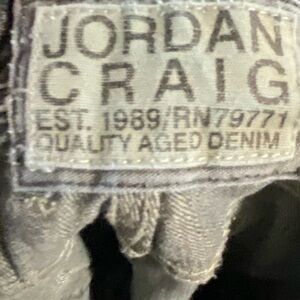 JORDAN
CRAIG
EST. 1989/RN79771
QUALITY AGED DENIM